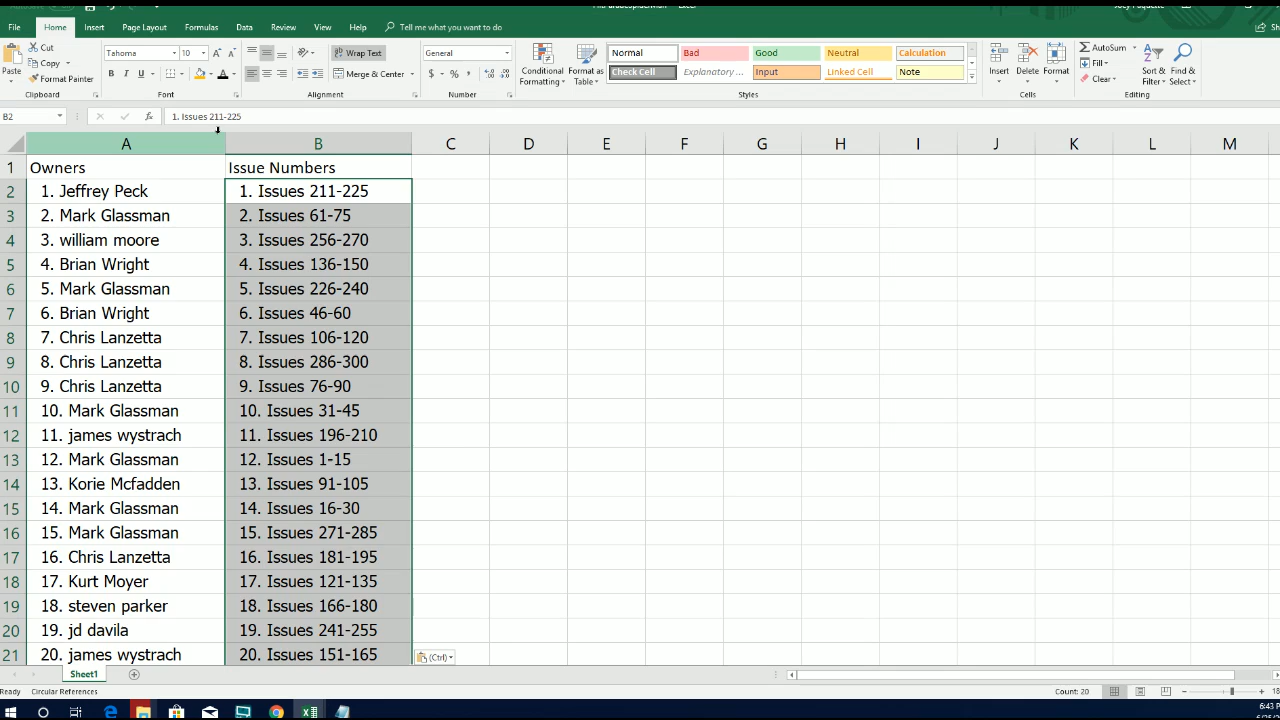 File Home Insert Page Layout Formulas Data Review View Help Tell me what you want to do
Cut
Copy
Format Painter
Paste
Clipboard
Tahoma 10
B I U
Font
Wrap Text
Merge & Center
Alignment
General
$ % ,
Number
Conditional Formatting
Format as Table
Normal Bad Good Neutral Calculation
Check Cell Explanatory ... Input Linked Cell Note
Styles
Insert Delete Format
Cells
AutoSum
Fill
Clear
Sort & Filter
Find & Select
Editing
B2 fx 1. Issues 211-225
A B C D E F G H I J K L M
1 Owners Issue Numbers
2 1. Jeffrey Peck 1. Issues 211-225
3 2. Mark Glassman 2. Issues 61-75
4 3. william moore 3. Issues 256-270
5 4. Brian Wright 4. Issues 136-150
6 5. Mark Glassman 5. Issues 226-240
7 6. Brian Wright 6. Issues 46-60
8 7. Chris Lanzetta 7. Issues 106-120
9 8. Chris Lanzetta 8. Issues 286-300
10 9. Chris Lanzetta 9. Issues 76-90
11 10. Mark Glassman 10. Issues 31-45
12 11. james wystrach 11. Issues 196-210
13 12. Mark Glassman 12. Issues 1-15
14 13. Korie Mcfadden 13. Issues 91-105
15 14. Mark Glassman 14. Issues 16-30
16 15. Mark Glassman 15. Issues 271-285
17 16. Chris Lanzetta 16. Issues 181-195
18 17. Kurt Moyer 17. Issues 121-135
19 18. steven parker 18. Issues 166-180
20 19. jd davila 19. Issues 241-255
21 20. james wystrach 20. Issues 151-165
(Ctrl)
Sheet1
Ready Circular References Count: 20
6:43 P